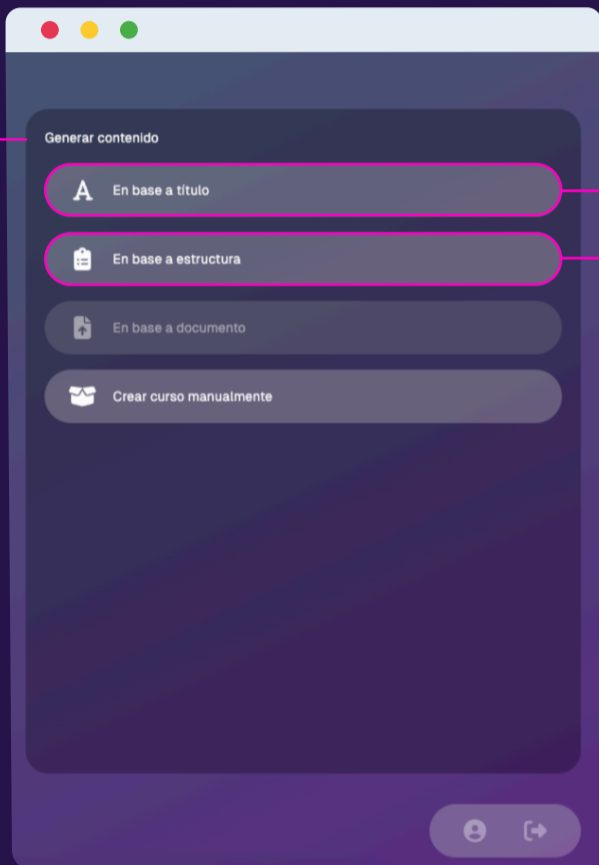 Generar contenido
En base a título
En base a estructura
En base a documento
Crear curso manualmente